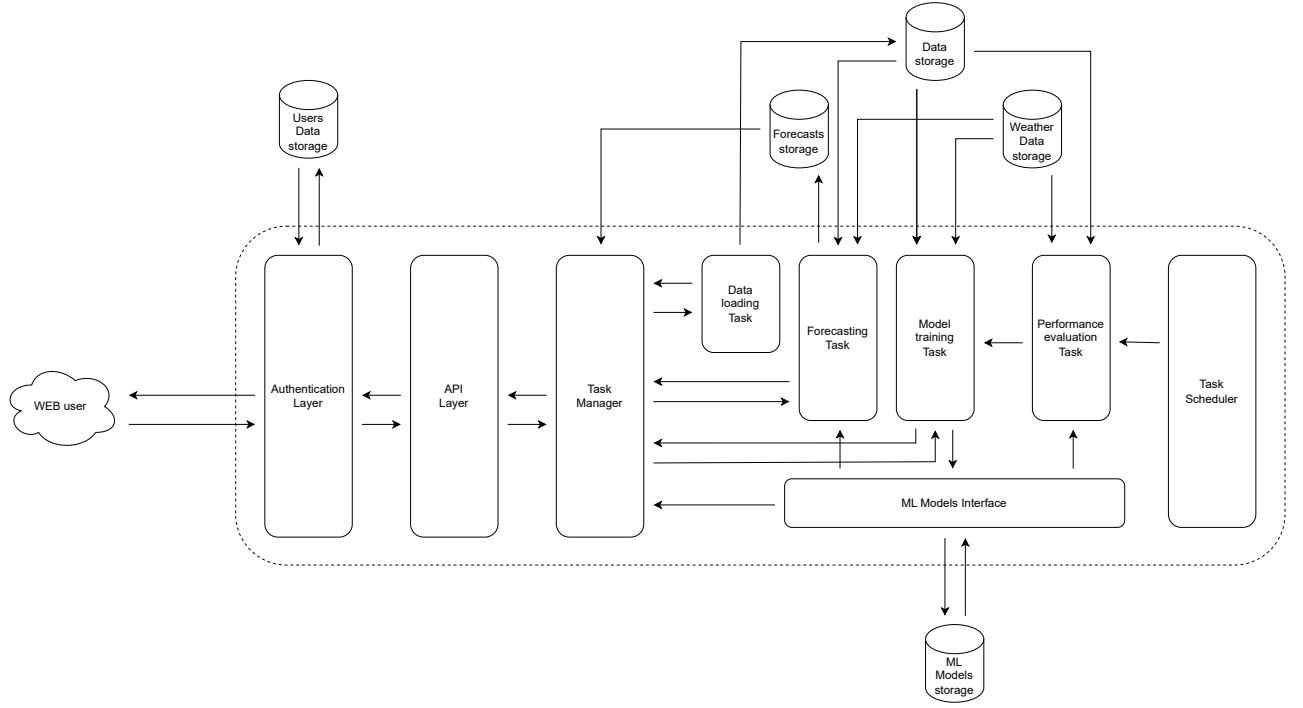 Data
storage
Users
Data
storage
Forecasts
storage
Weather
Data
storage
Data
loading
Task
Forecasting
Task
Model
training
Task
Performance
evaluation
Task
Task
Scheduler
WEB user
Authentication
Layer
API
Layer
Task
Manager
ML Models Interface
ML
Models
storage